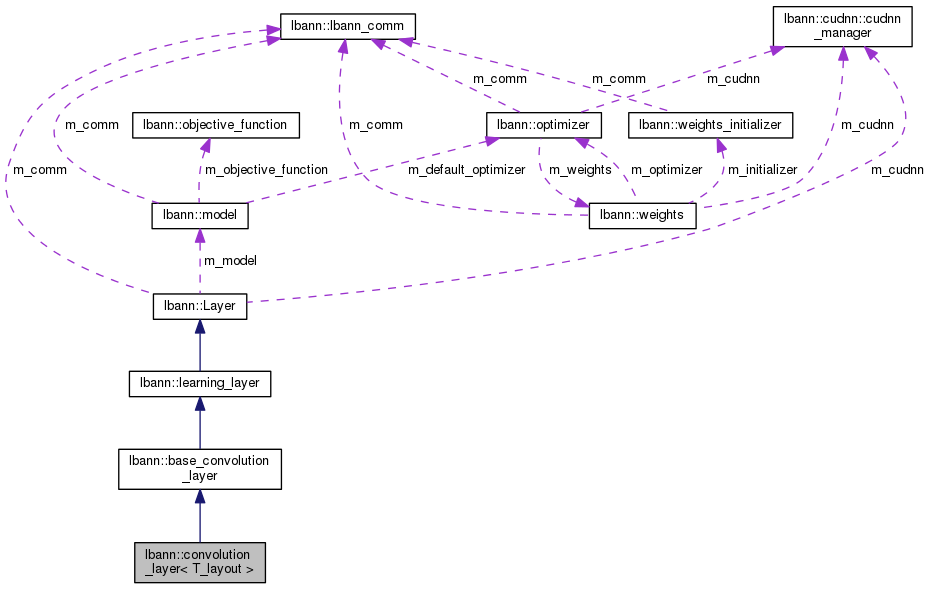 lbann::lbann_comm
lbann::cudnn::cudnn
_manager
m_comm
m_comm
m_cudnn
m_comm
lbann::objective_function
m_comm
lbann::optimizer
lbann::weights_initializer
m_cudnn
m_comm
m_objective_function
m_default_optimizer
m_weights
m_optimizer
m_initializer
m_cudnn
lbann::model
lbann::weights
m_model
lbann::Layer
lbann::learning_layer
lbann::base_convolution
_layer
lbann::convolution
_layer< T_layout >